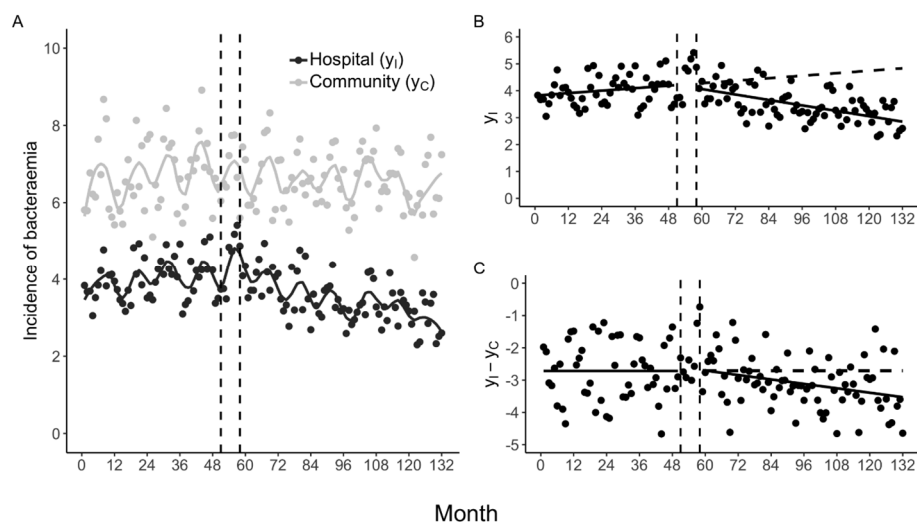 A
10
8
6
4
2
0
Incidence of bacteraemia
Hospital (yI)
Community (yC)
0 12 24 36 48 60 72 84 96 108 120 132
B
6
5
4
3
2
1
0
yI
0 12 24 36 48 60 72 84 96 108 120 132
C
0
-1
-2
-3
-4
-5
yI – yC
0 12 24 36 48 60 72 84 96 108 120 132
Month